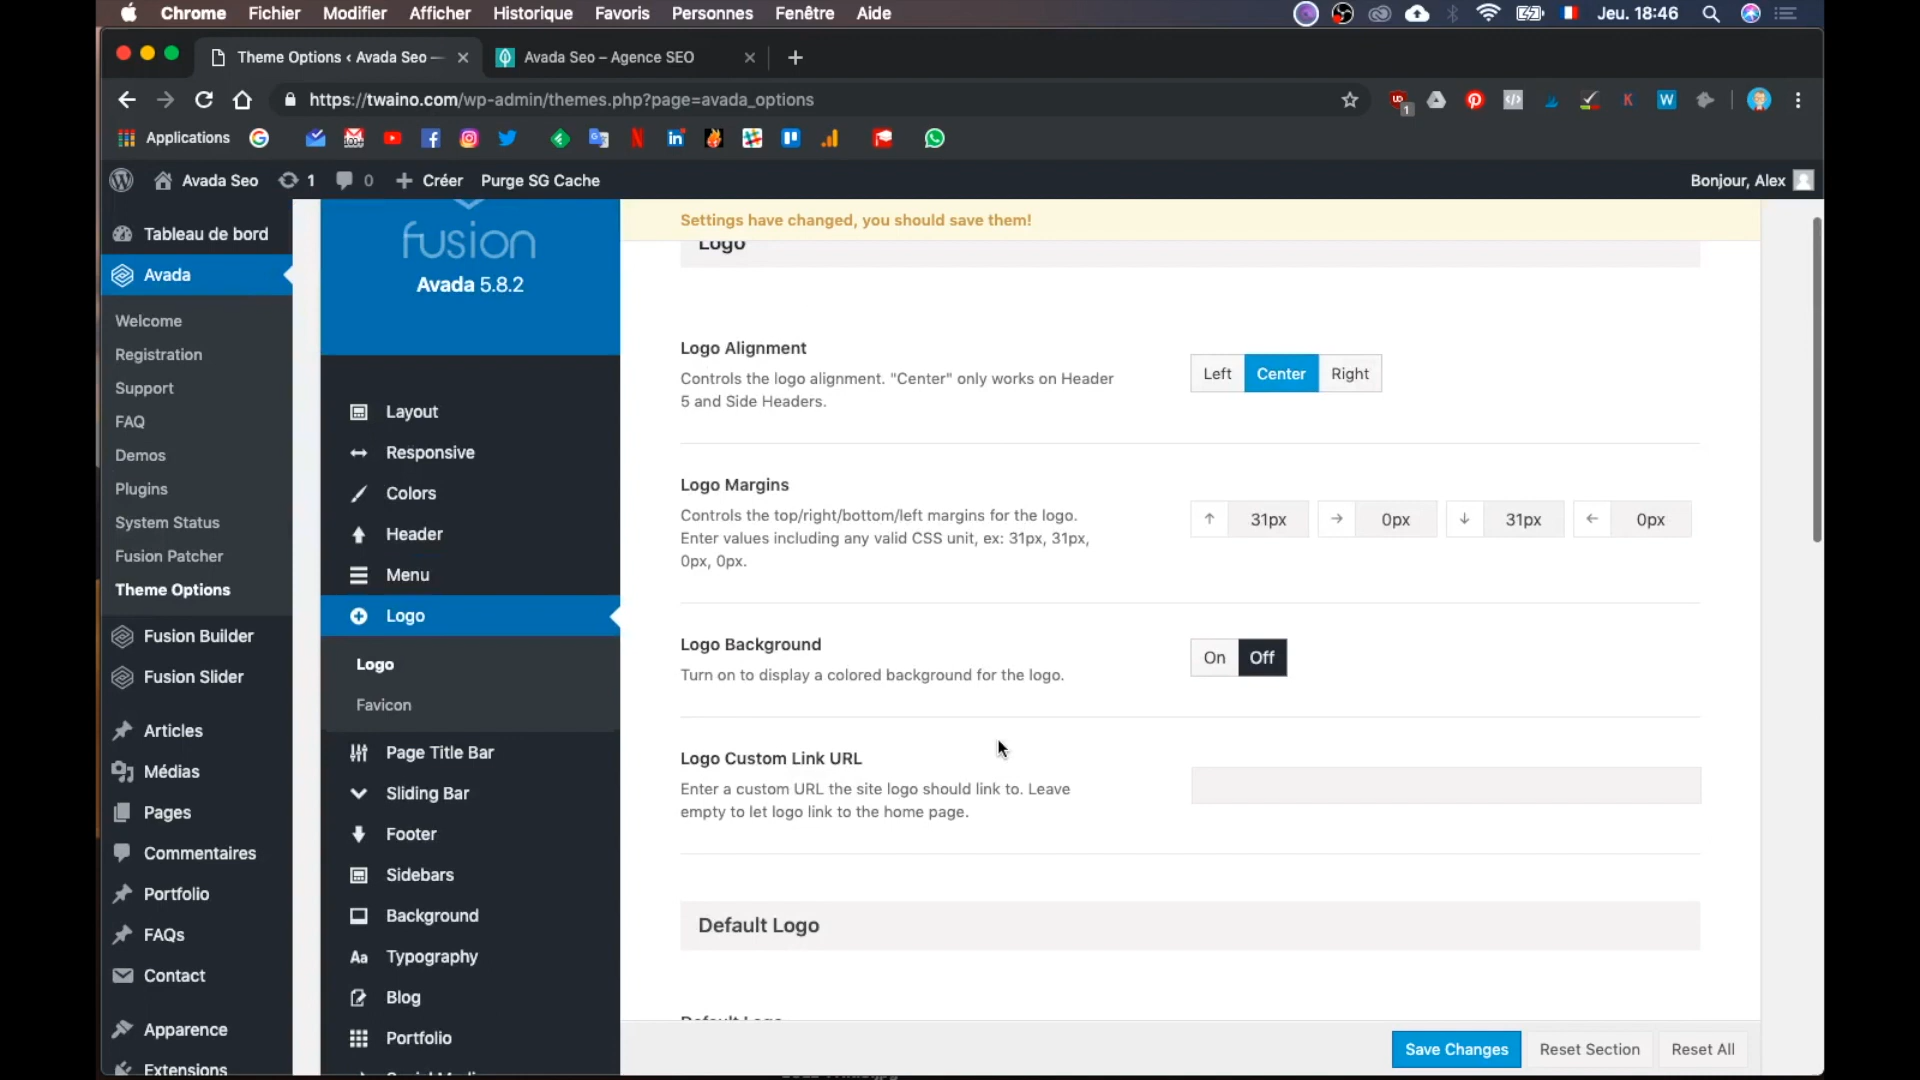 Chrome Fichier Modifier Afficher Historique Favoris Personnes Fenêtre Aide
Jeu. 18:46
Theme Options ‹ Avada Seo —
Avada Seo – Agence SEO
https://twaino.com/wp-admin/themes.php?page=avada_options
Applications
Avada Seo
1
0
Créer
Purge SG Cache
Bonjour, Alex
Tableau de bord
Avada
Welcome
Registration
Support
FAQ
Demos
Plugins
System Status
Fusion Patcher
Theme Options
Fusion Builder
Fusion Slider
Articles
Médias
Pages
Commentaires
Portfolio
FAQs
Contact
Apparence
Extensions
fusion
Avada 5.8.2
Layout
Responsive
Colors
Header
Menu
Logo
Logo
Favicon
Page Title Bar
Sliding Bar
Footer
Sidebars
Background
Typography
Blog
Portfolio
Settings have changed, you should save them!
Logo
Logo Alignment
Controls the logo alignment. "Center" only works on Header
5 and Side Headers.
Left Center Right
Logo Margins
Controls the top/right/bottom/left margins for the logo.
Enter values including any valid CSS unit, ex: 31px, 31px,
0px, 0px.
31px 0px 31px 0px
Logo Background
Turn on to display a colored background for the logo.
On Off
Logo Custom Link URL
Enter a custom URL the site logo should link to. Leave
empty to let logo link to the home page.
Default Logo
Default Logo
Save Changes Reset Section Reset All